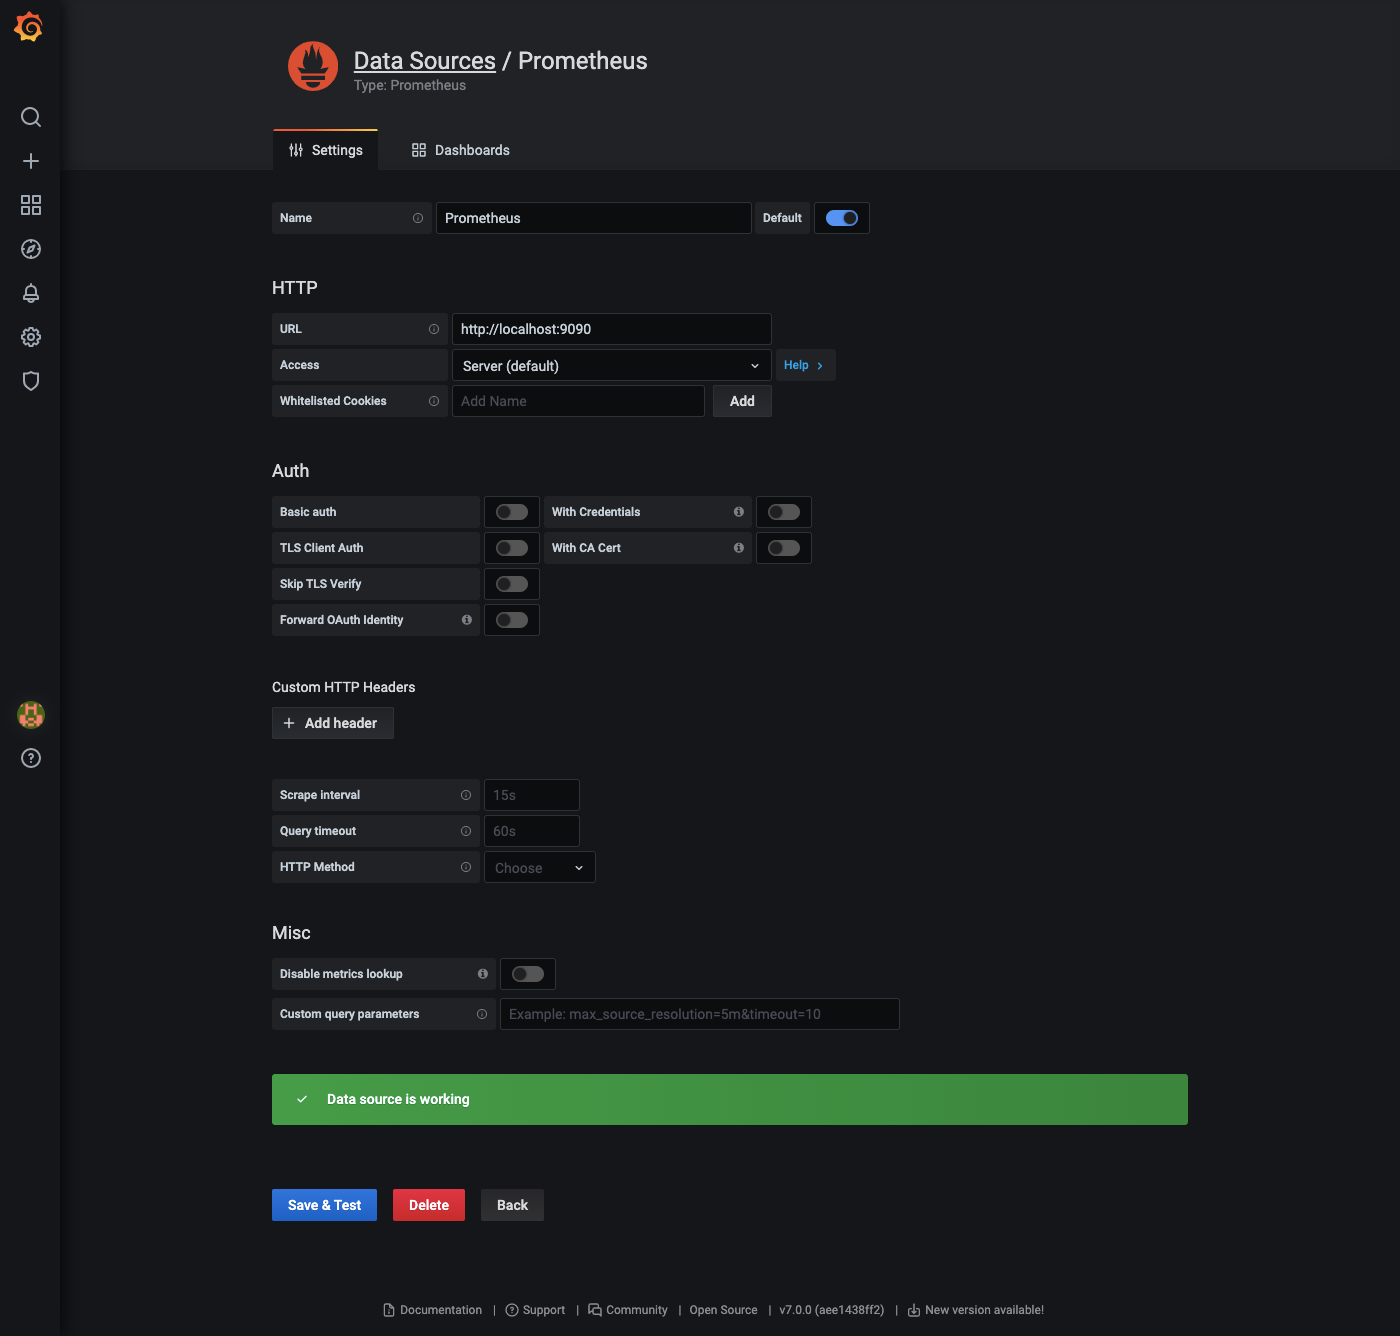 Data Sources / Prometheus
Type: Prometheus
Settings
Dashboards
Name
Prometheus
Default
HTTP
URL
http://localhost:9090
Access
Server (default)
Help
Whitelisted Cookies
Add Name
Add
Auth
Basic auth
With Credentials
TLS Client Auth
With CA Cert
Skip TLS Verify
Forward OAuth Identity
Custom HTTP Headers
Add header
Scrape interval
15s
Query timeout
60s
HTTP Method
Choose
Misc
Disable metrics lookup
Custom query parameters
Example: max_source_resolution=5m&timeout=10
Data source is working
Save & Test
Delete
Back
Documentation | Support | Community | Open Source | v7.0.0 (aee1438ff2) | New version available!